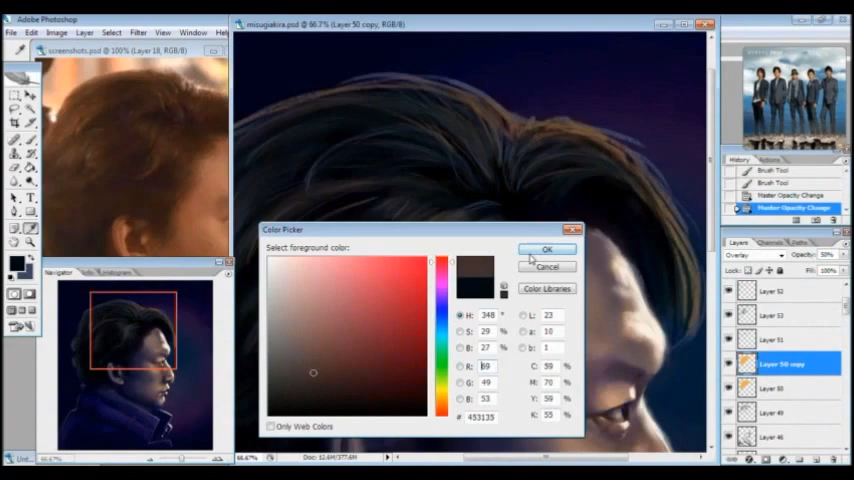 Adobe Photoshop
File Edit Image Layer Select Filter View Window
screenshots.psd @ 100% (Layer 18, RGB/8)
misugiakira.psd @ 66.7% (Layer 50 copy, RGB/8)
History Actions
Brush Tool
Brush Tool
Master Opacity Change
Master Opacity Change
Color Picker
Select foreground color:
OK
Cancel
Color Libraries
H: 348 °
S: 29 %
B: 27 %
R: 69
G: 49
B: 53
# 453135
L: 23
a: 10
b: 1
C: 59 %
M: 70 %
Y: 59 %
K: 55 %
Only Web Colors
Navigator Info Histogram
Layers Channels Paths
Overlay Opacity: 50%
Lock: Fill: 100%
Layer 52
Layer 53
Layer 51
Layer 50 copy
Layer 50
Layer 49
Layer 46
66.67%
66.67% Doc: 12.6M/377.6M